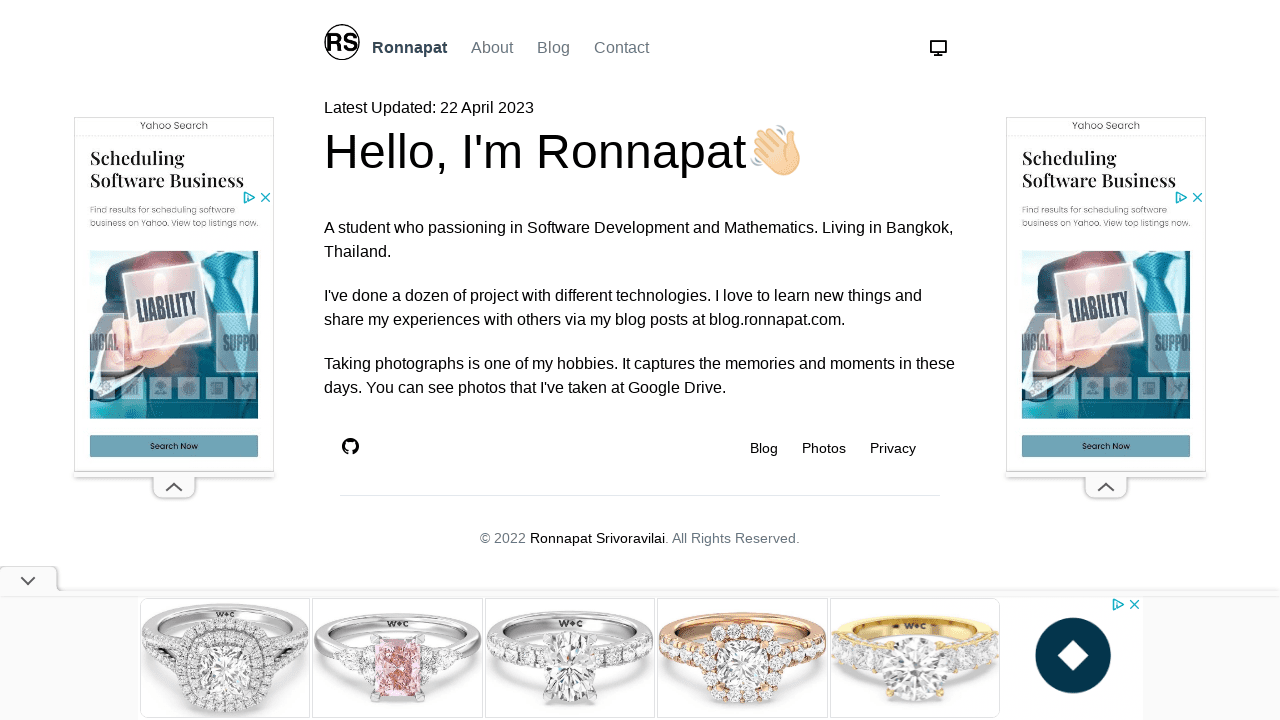 RS
Ronnapat About Blog Contact
Latest Updated: 22 April 2023
Hello, I'm Ronnapat
A student who passioning in Software Development and Mathematics. Living in Bangkok,
Thailand.
I've done a dozen of project with different technologies. I love to learn new things and
share my experiences with others via my blog posts at blog.ronnapat.com.
Taking photographs is one of my hobbies. It captures the memories and moments in these
days. You can see photos that I've taken at Google Drive.
Blog Photos Privacy
© 2022 Ronnapat Srivoravilai. All Rights Reserved.
Yahoo Search
Scheduling
Software Business
Find results for scheduling software
business on Yahoo. View top listings now.
LIABILITY
SUPPO
Search Now
Yahoo Search
Scheduling
Software Business
Find results for scheduling software
business on Yahoo. View top listings now.
LIABILITY
SUPPO
Search Now